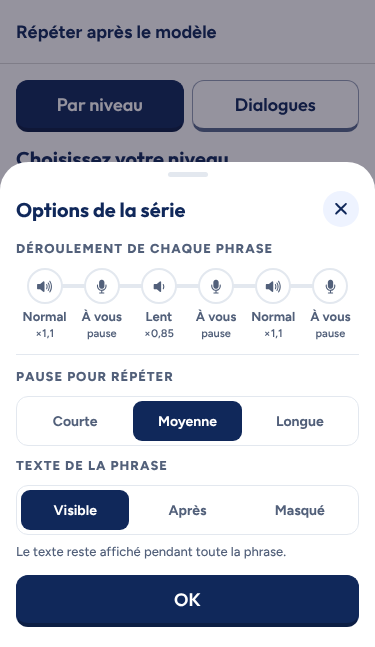 Répéter après le modèle
Par niveau
Dialogues
Choisissez votre niveau
Options de la série
DÉROULEMENT DE CHAQUE PHRASE
Normal À vous Lent À vous Normal À vous
×1,1 pause ×0,85 pause ×1,1 pause
PAUSE POUR RÉPÉTER
Courte Moyenne Longue
TEXTE DE LA PHRASE
Visible Après Masqué
Le texte reste affiché pendant toute la phrase.
OK